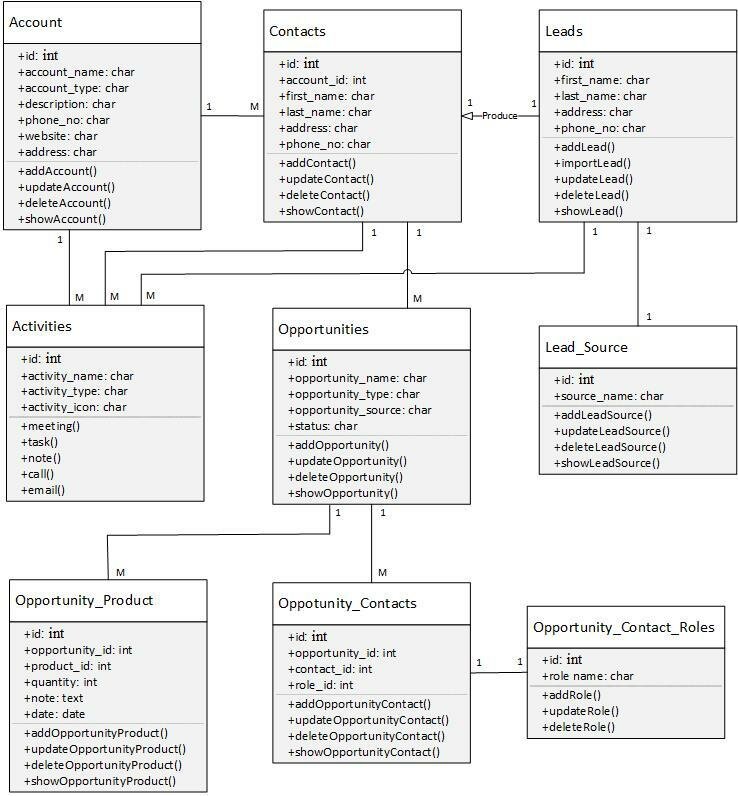 Account
+id: int
+account_name: char
+account_type: char
+description: char
+phone_no: char
+website: char
+address: char
+addAccount()
+updateAccount()
+deleteAccount()
+showAccount()
1
M
Contacts
+id: int
+account_id: int
+first_name: char
+last_name: char
+address: char
+phone_no: char
+addContact()
+updateContact()
+deleteContact()
+showContact()
1
Produce
1
Leads
+id: int
+first_name: char
+last_name: char
+address: char
+phone_no: char
+addLead()
+importLead()
+updateLead()
+deleteLead()
+showLead()
1
1
1
1
1
M
M
M
M
1
Activities
+id: int
+activity_name: char
+activity_type: char
+activity_icon: char
+meeting()
+task()
+note()
+call()
+email()
Opportunities
+id: int
+opportunity_name: char
+opportunity_type: char
+opportunity_source: char
+status: char
+addOpportunity()
+updateOpportunity()
+deleteOpportunity()
+showOpportunity()
Lead_Source
+id: int
+source_name: char
+addLeadSource()
+updateLeadSource()
+deleteLeadSource()
+showLeadSource()
1
1
M
M
Opportunity_Product
+id: int
+opportunity_id: int
+product_id: int
+quantity: int
+note: text
+date: date
+addOpportunityProduct()
+updateOpportunityProduct()
+deleteOpportunityProduct()
+showOpportunityProduct()
Oppotunity_Contacts
+id: int
+opportunity_id: int
+contact_id: int
+role_id: int
+addOpportunityContact()
+updateOpportunityContact()
+deleteOpportunityContact()
+showOpportunityContact()
1
1
Opportunity_Contact_Roles
+id: int
+role name: char
+addRole()
+updateRole()
+deleteRole()